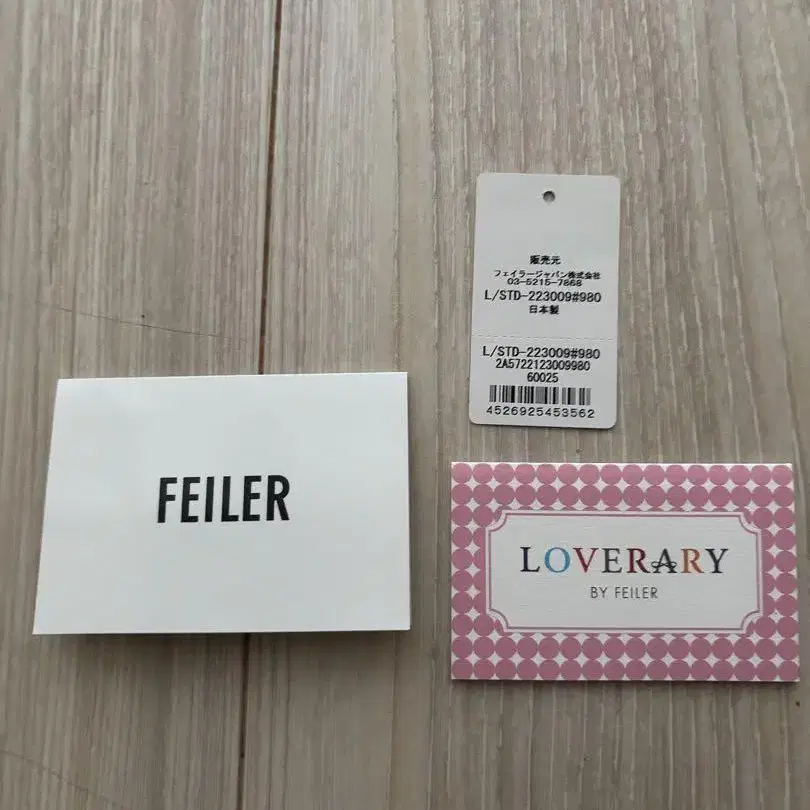 販売元
フェイラージャパン株式会社
03-5215-7868
L/STD-223009#980
日本製
L/STD-223009#980
2A5722123009980
60025
4526925453562
FEILER
LOVERARY
BY FEILER